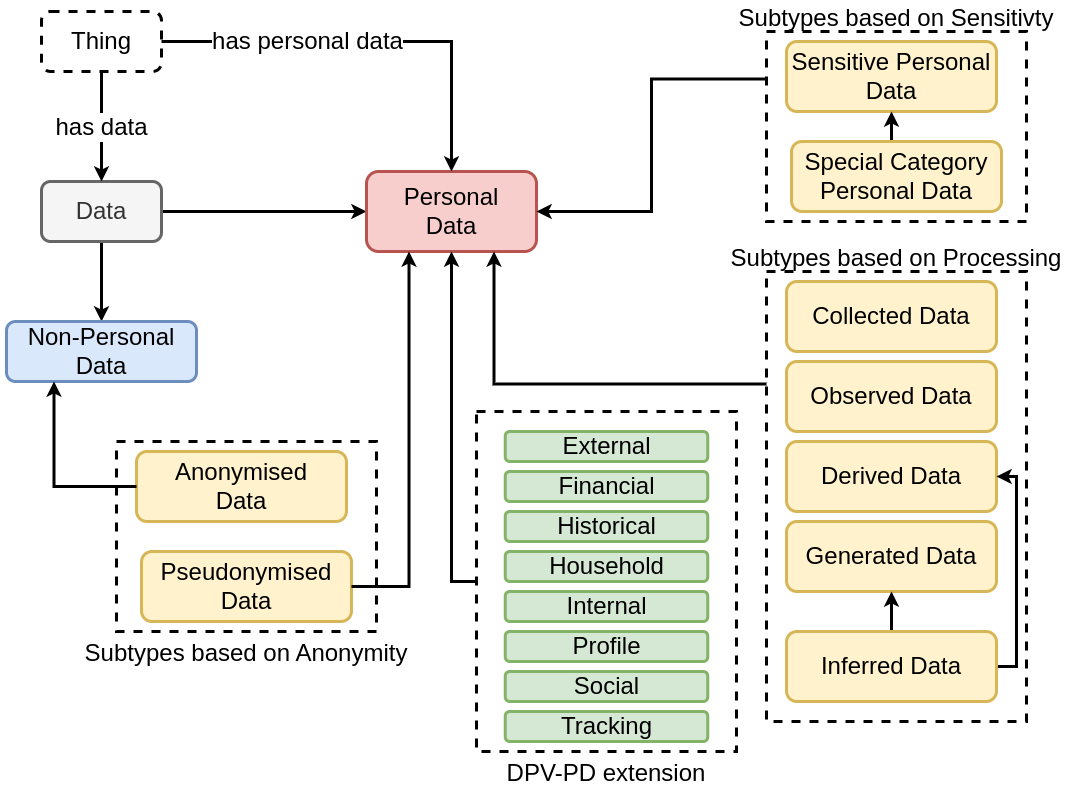 Thing
has personal data
has data
Data
Personal
Data
Non-Personal
Data
Anonymised
Data
Pseudonymised
Data
Subtypes based on Anonymity
External
Financial
Historical
Household
Internal
Profile
Social
Tracking
DPV-PD extension
Subtypes based on Sensitivty
Sensitive Personal
Data
Special Category
Personal Data
Subtypes based on Processing
Collected Data
Observed Data
Derived Data
Generated Data
Inferred Data